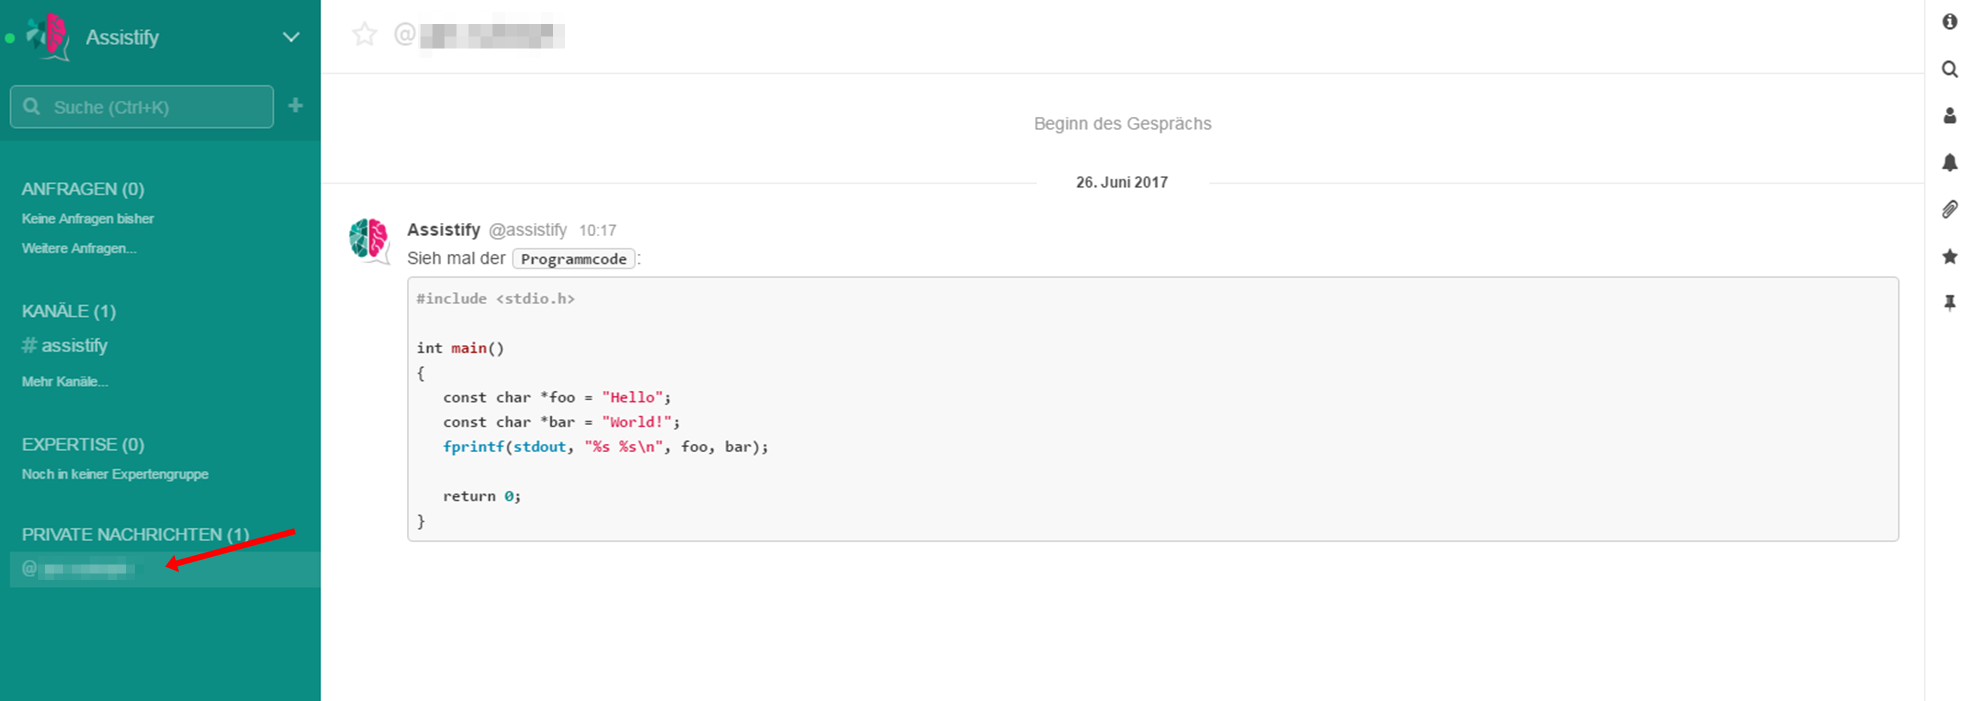 Assistify
Suche (Ctrl+K)
ANFRAGEN (0)
Keine Anfragen bisher
Weitere Anfragen...
KANÄLE (1)
# assistify
Mehr Kanäle...
EXPERTISE (0)
Noch in keiner Expertengruppe
PRIVATE NACHRICHTEN (1)
@
@
Beginn des Gesprächs
26. Juni 2017
Assistify @assistify 10:17
Sieh mal der Programmcode:
#include <stdio.h>
int main()
{
const char *foo = "Hello";
const char *bar = "World!";
fprintf(stdout, "%s %s\n", foo, bar);
return 0;
}